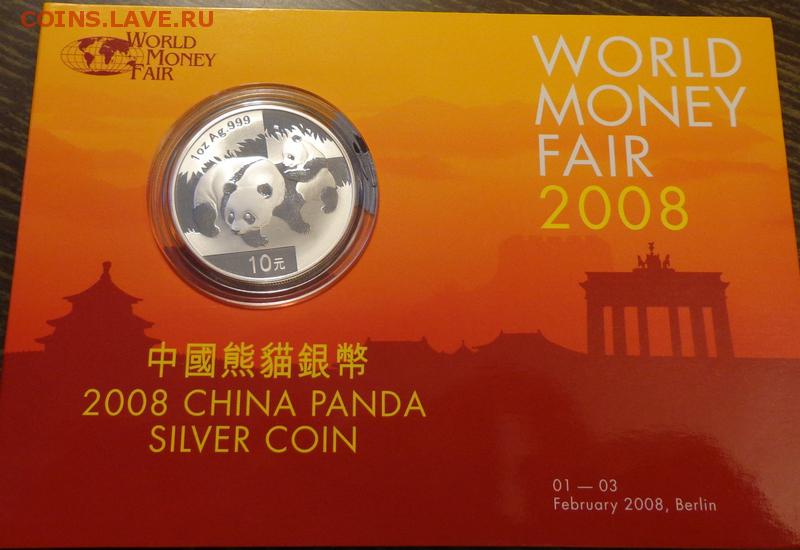 COINS.LAVE.RU
WORLD
MONEY
FAIR
WORLD
MONEY
FAIR
2008
1oz Ag.999
10元
中國熊貓銀幣
2008 CHINA PANDA
SILVER COIN
01 — 03
February 2008, Berlin